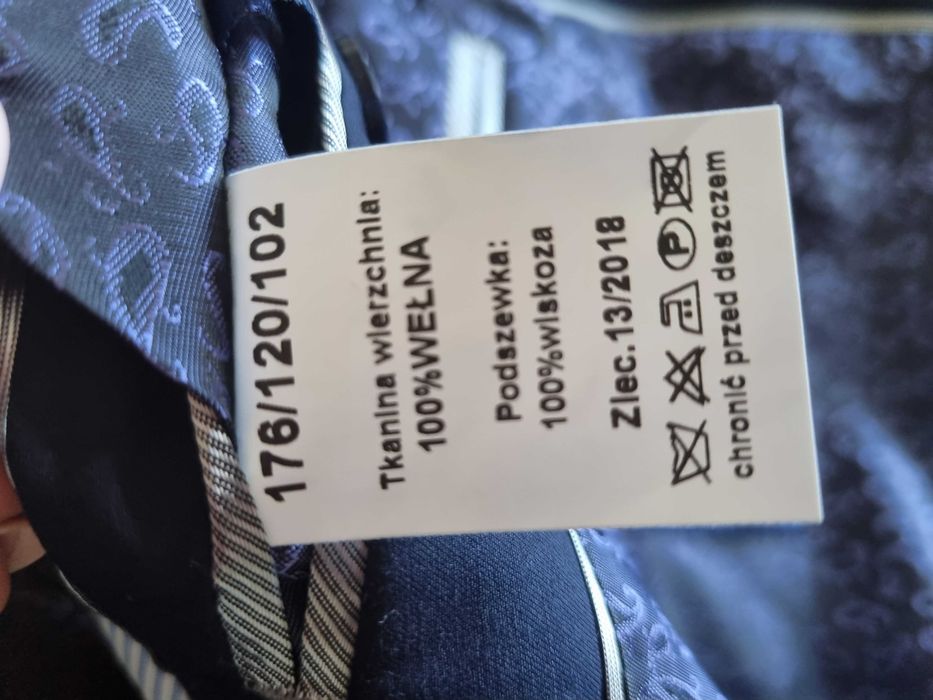 176/120/102
Tkanina wierzchnia:
100%WEŁNA
Podszewka:
100%wiskoza
Zlec.13/2018
P
chronić przed deszczem